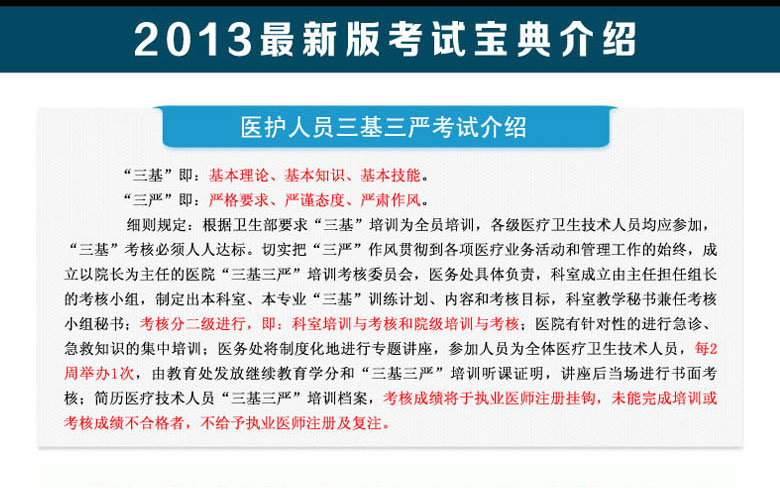 2013最新版考试宝典介绍
医护人员三基三严考试介绍
“三基”即：基本理论、基本知识、基本技能。
“三严”即：严格要求、严谨态度、严肃作风。
细则规定：根据卫生部要求“三基”培训为全员培训，各级医疗卫生技术人员均应参加，
“三基”考核必须人人达标。切实把“三严”作风贯彻到各项医疗业务活动和管理工作的始终，成
立以院长为主任的医院“三基三严”培训考核委员会，医务处具体负责，科室成立由主任担任组长
的考核小组，制定出本科室、本专业“三基”训练计划、内容和考核目标，科室教学秘书兼任考核
小组秘书；考核分二级进行，即：科室培训与考核和院级培训与考核；医院有针对性的进行急诊、
急救知识的集中培训；医务处将制度化地进行专题讲座，参加人员为全体医疗卫生技术人员，每2
周举办1次，由教育处发放继续教育学分和“三基三严”培训听课证明，讲座后当场进行书面考
核；简历医疗技术人员“三基三严”培训档案，考核成绩将于执业医师注册挂钩，未能完成培训或
考核成绩不合格者，不给予执业医师注册及复注。